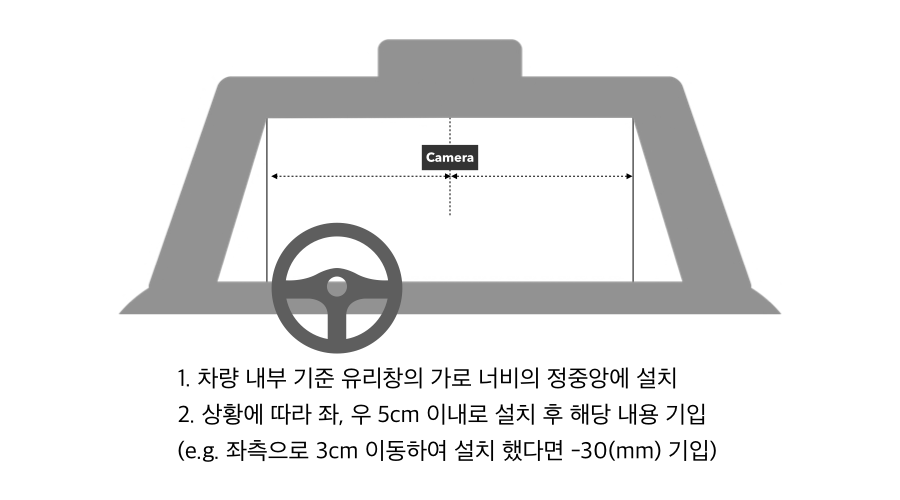 Camera
1. 차량 내부 기준 유리창의 가로 너비의 정중앙에 설치
2. 상황에 따라 좌, 우 5cm 이내로 설치 후 해당 내용 기입
(e.g. 좌측으로 3cm 이동하여 설치 했다면 -30(mm) 기입)